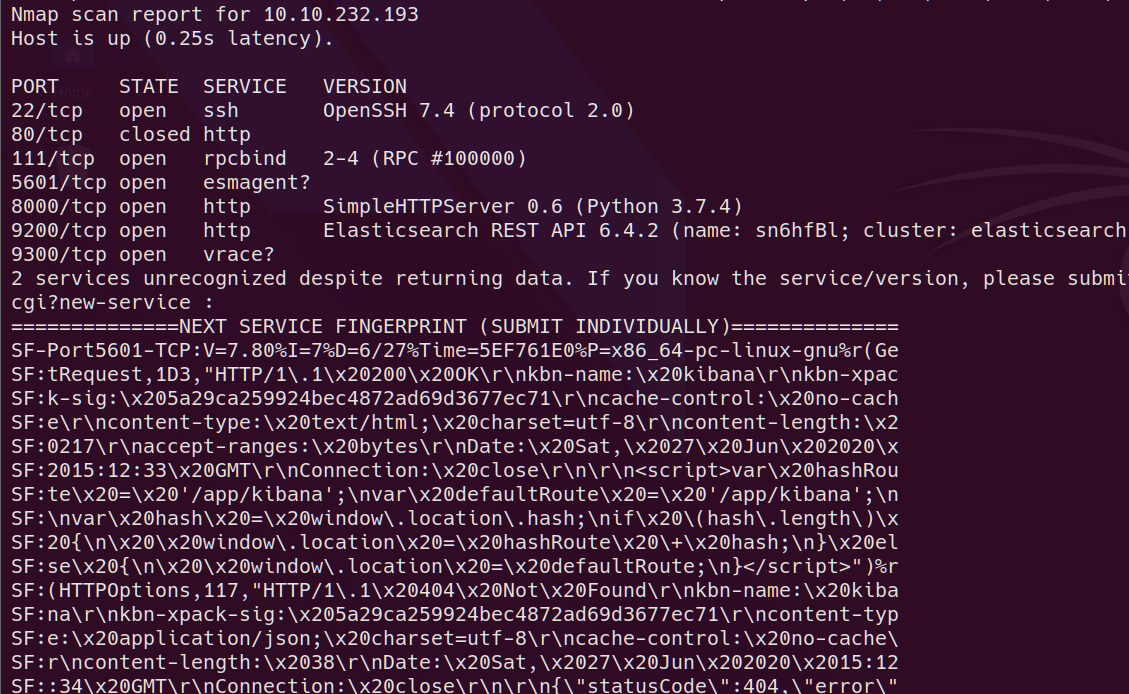 Nmap scan report for 10.10.232.193
Host is up (0.25s latency).
PORT     STATE  SERVICE   VERSION
22/tcp   open   ssh       OpenSSH 7.4 (protocol 2.0)
80/tcp   closed http
111/tcp  open   rpcbind   2-4 (RPC #100000)
5601/tcp open   esmagent?
8000/tcp open   http      SimpleHTTPServer 0.6 (Python 3.7.4)
9200/tcp open   http      Elasticsearch REST API 6.4.2 (name: sn6hfBl; cluster: elasticsearch
9300/tcp open   vrace?
2 services unrecognized despite returning data. If you know the service/version, please submi
cgi?new-service :
==============NEXT SERVICE FINGERPRINT (SUBMIT INDIVIDUALLY)==============
SF-Port5601-TCP:V=7.80%I=7%D=6/27%Time=5EF761E0%P=x86_64-pc-linux-gnu%r(Ge
SF:tRequest,1D3,"HTTP/1\.1\x20200\x20OK\r\nkbn-name:\x20kibana\r\nkbn-xpac
SF:k-sig:\x205a29ca259924bec4872ad69d3677ec71\r\ncache-control:\x20no-cach
SF:e\r\ncontent-type:\x20text/html;\x20charset=utf-8\r\ncontent-length:\x2
SF:0217\r\naccept-ranges:\x20bytes\r\nDate:\x20Sat,\x2027\x20Jun\x202020\x
SF:2015:12:33\x20GMT\r\nConnection:\x20close\r\n\r\n<script>var\x20hashRou
SF:te\x20=\x20'/app/kibana';\nvar\x20defaultRoute\x20=\x20'/app/kibana';\n
SF:\nvar\x20hash\x20=\x20window\.location\.hash;\nif\x20\(hash\.length\)\x
SF:20{\n\x20\x20window\.location\x20=\x20hashRoute\x20\+\x20hash;\n}\x20el
SF:se\x20{\n\x20\x20window\.location\x20=\x20defaultRoute;\n}</script>")%r
SF:(HTTPOptions,117,"HTTP/1\.1\x20404\x20Not\x20Found\r\nkbn-name:\x20kiba
SF:na\r\nkbn-xpack-sig:\x205a29ca259924bec4872ad69d3677ec71\r\ncontent-typ
SF:e:\x20application/json;\x20charset=utf-8\r\ncache-control:\x20no-cache\
SF:r\ncontent-length:\x2038\r\nDate:\x20Sat,\x2027\x20Jun\x202020\x2015:12
SF::34\x20GMT\r\nConnection:\x20close\r\n\r\n{\"statusCode\":404,\"error\"